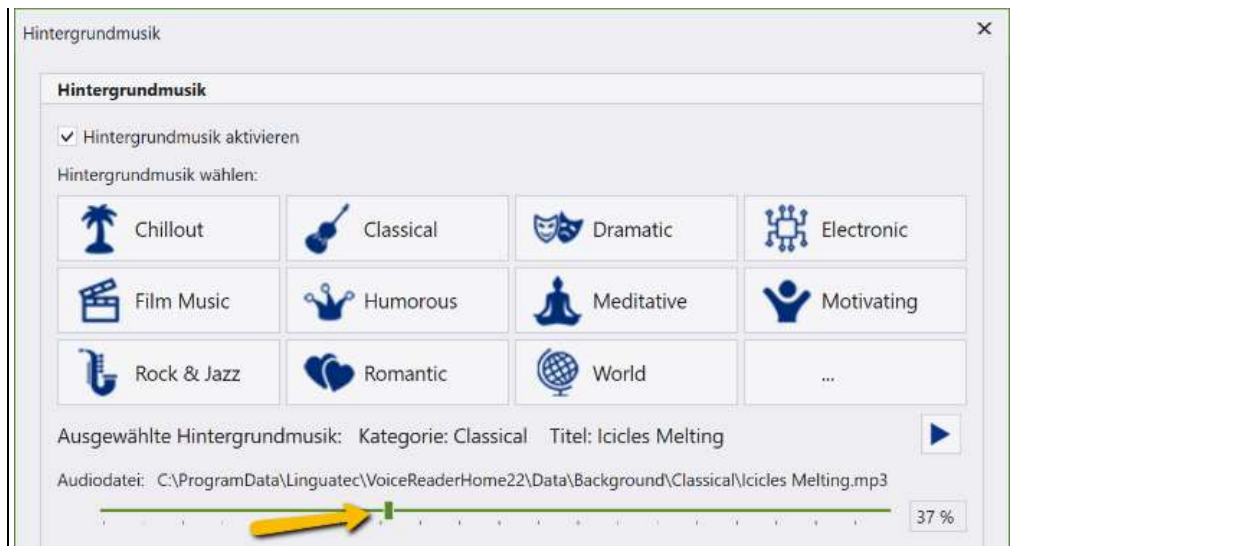 Hintergrundmusik
Hintergrundmusik
Hintergrundmusik aktivieren
Hintergrundmusik wählen:
Chillout Classical Dramatic Electronic
Film Music Humorous Meditative Motivating
Rock & Jazz Romantic World ...
Ausgewählte Hintergrundmusik: Kategorie: Classical Titel: Icicles Melting
Audiodatei: C:\ProgramData\Linguatec\VoiceReaderHome22\Data\Background\Classical\Icicles Melting.mp3
37 %